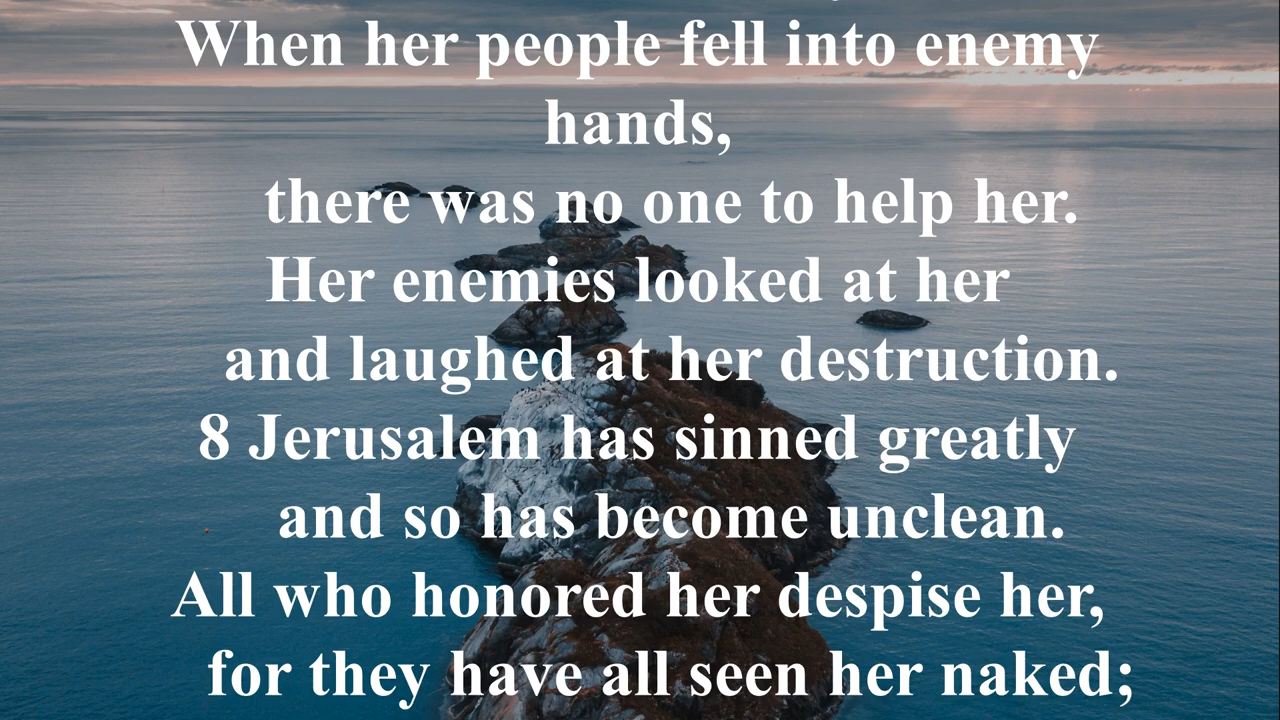 When her people fell into enemy
hands,
there was no one to help her.
Her enemies looked at her
and laughed at her destruction.
8 Jerusalem has sinned greatly
and so has become unclean.
All who honored her despise her,
for they have all seen her naked;